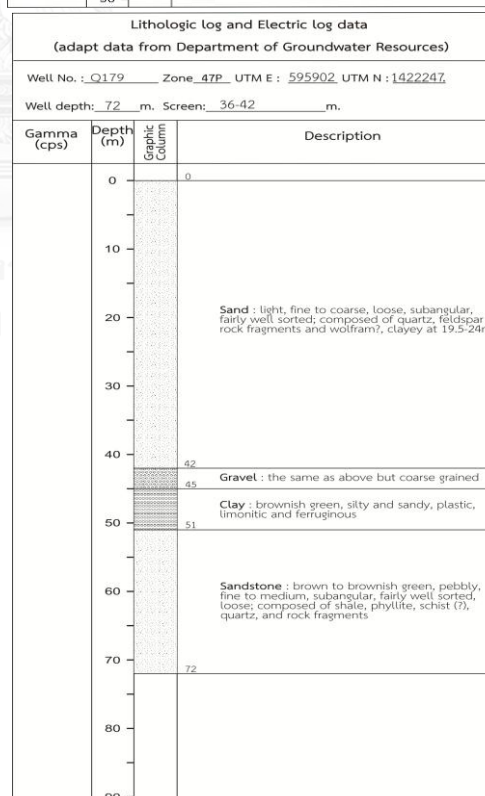 Lithologic log and Electric log data
(adapt data from Department of Groundwater Resources)
Well No. : Q179 Zone 47P UTM E : 595902 UTM N : 1422247
Well depth: 72 m. Screen: 36-42 m.
Gamma (cps) Depth (m) Graphic Column Description
0 0
10
Sand : light, fine to coarse, loose, subangular,
20 fairly well sorted; composed of quartz, feldspar
rock fragments and wolfram?, clayey at 19.5-24
30
40
42
Gravel : the same as above but coarse grained
45
Clay : brownish green, silty and sandy, plastic,
limonitic and ferruginous
50 51
Sandstone : brown to brownish green, pebbly,
60 fine to medium, subangular, fairly well sorted,
loose; composed of shale, phyllite, schist (?),
quartz, and rock fragments
70
72
80